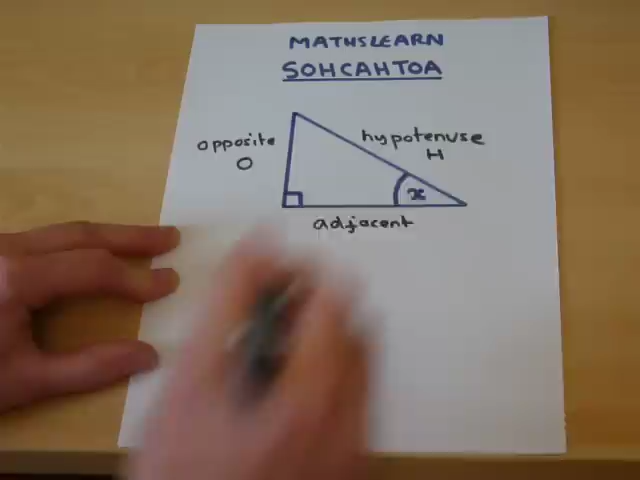 MATHSLEARN
SOHCAHTOA
opposite
O
hypotenuse
H
x
adjacent